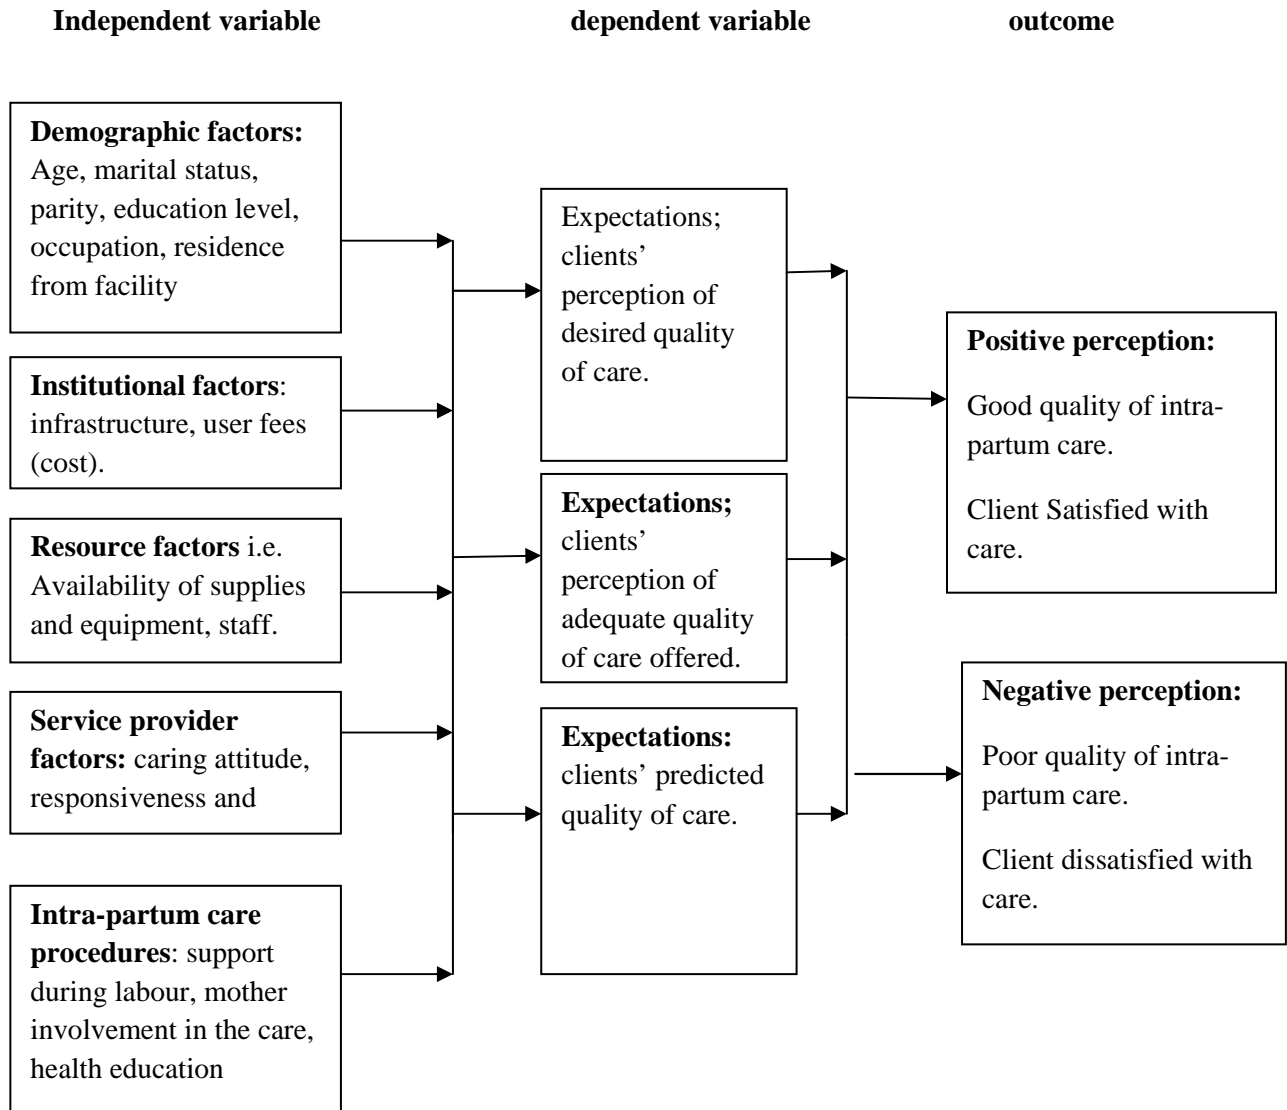 Independent variable
dependent variable
outcome
Demographic factors:
Age, marital status,
parity, education level,
occupation, residence
from facility
Institutional factors:
infrastructure, user fees
(cost).
Resource factors i.e.
Availability of supplies
and equipment, staff.
Service provider
factors: caring attitude,
responsiveness and
Intra-partum care
procedures: support
during labour, mother
involvement in the care,
health education
Expectations;
clients’
perception of
desired quality
of care.
Expectations;
clients’
perception of
adequate quality
of care offered.
Expectations:
clients’ predicted
quality of care.
Positive perception:
Good quality of intra-
partum care.
Client Satisfied with
care.
Negative perception:
Poor quality of intra-
partum care.
Client dissatisfied with
care.